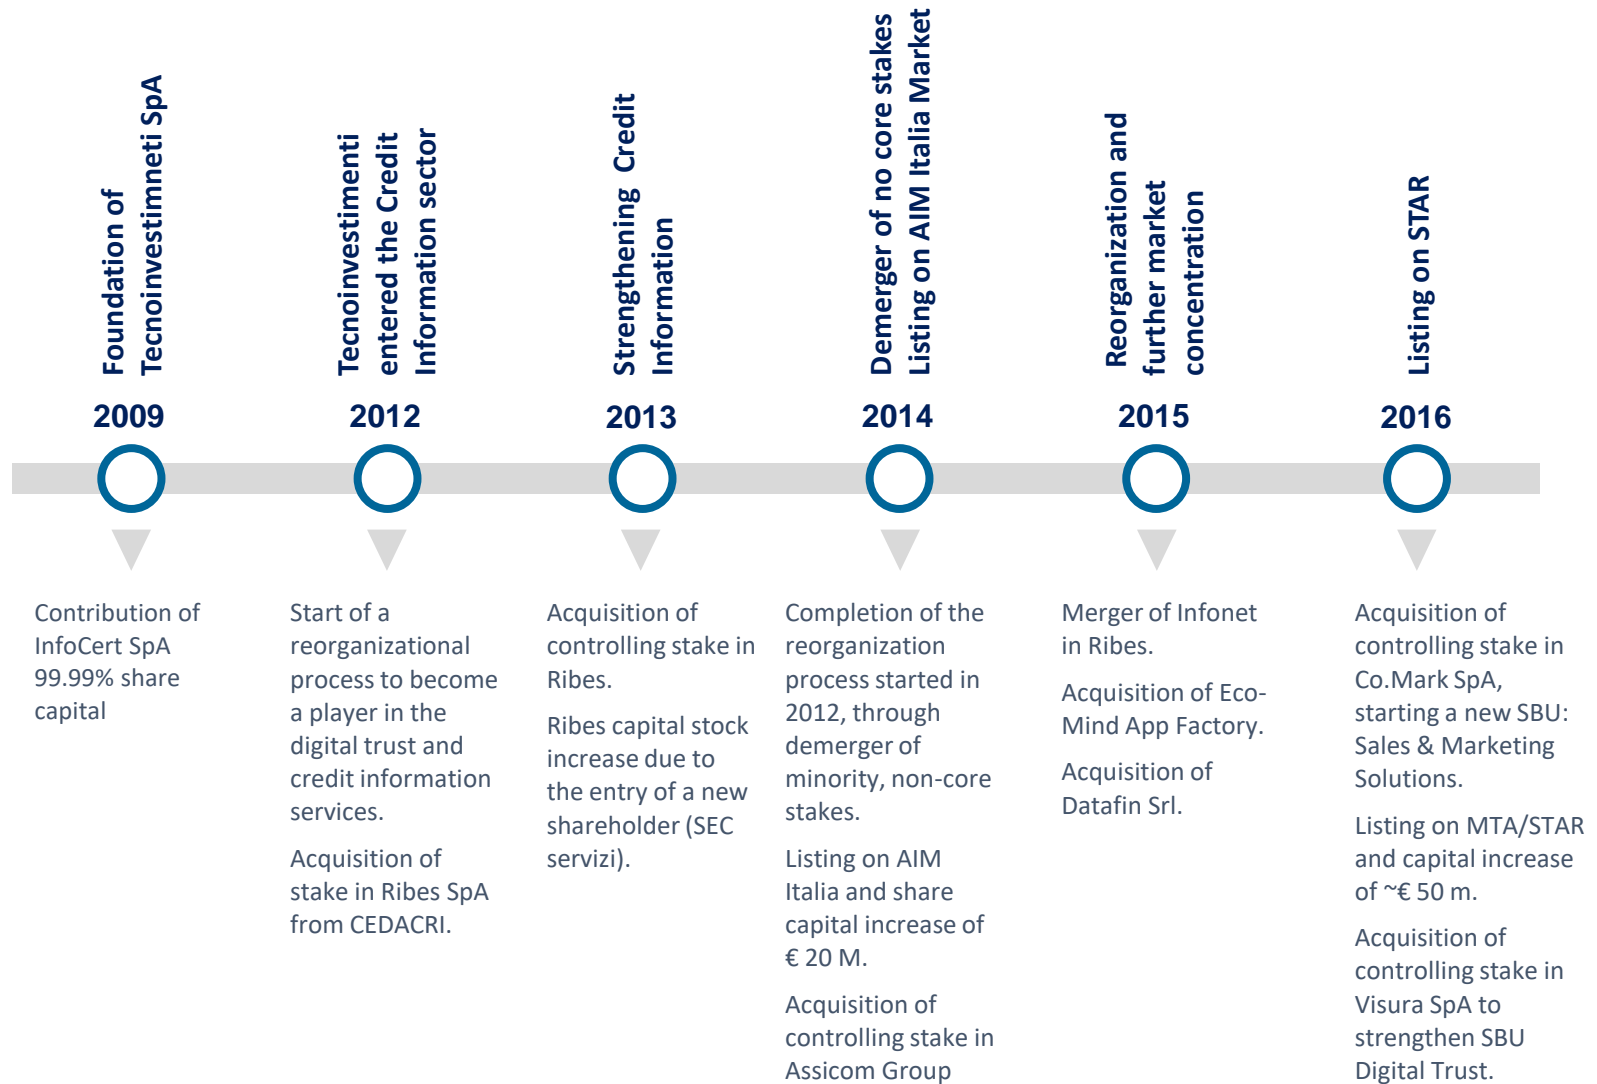 Foundation of
Tecnoinvestimneti SpA
2009
Contribution of
InfoCert SpA
99.99% share
capital
Tecnoinvestimenti
entered the Credit
Information sector
2012
Start of a
reorganizational
process to become
a player in the
digital trust and
credit information
services.
Acquisition of
stake in Ribes SpA
from CEDACRI.
Strengthening Credit
Information
2013
Acquisition of
controlling stake in
Ribes.
Ribes capital stock
increase due to
the entry of a new
shareholder (SEC
servizi).
Demerger of no core stakes
Listing on AIM Italia Market
2014
Completion of the
reorganization
process started in
2012, through
demerger of
minority, non-core
stakes.
Listing on AIM
Italia and share
capital increase of
€ 20 M.
Acquisition of
controlling stake in
Assicom Group
Reorganization and
further market
concentration
2015
Merger of Infonet
in Ribes.
Acquisition of Eco-
Mind App Factory.
Acquisition of
Datafin Srl.
Listing on STAR
2016
Acquisition of
controlling stake in
Co.Mark SpA,
starting a new SBU:
Sales & Marketing
Solutions.
Listing on MTA/STAR
and capital increase
of ~€ 50 m.
Acquisition of
controlling stake in
Visura SpA to
strengthen SBU
Digital Trust.